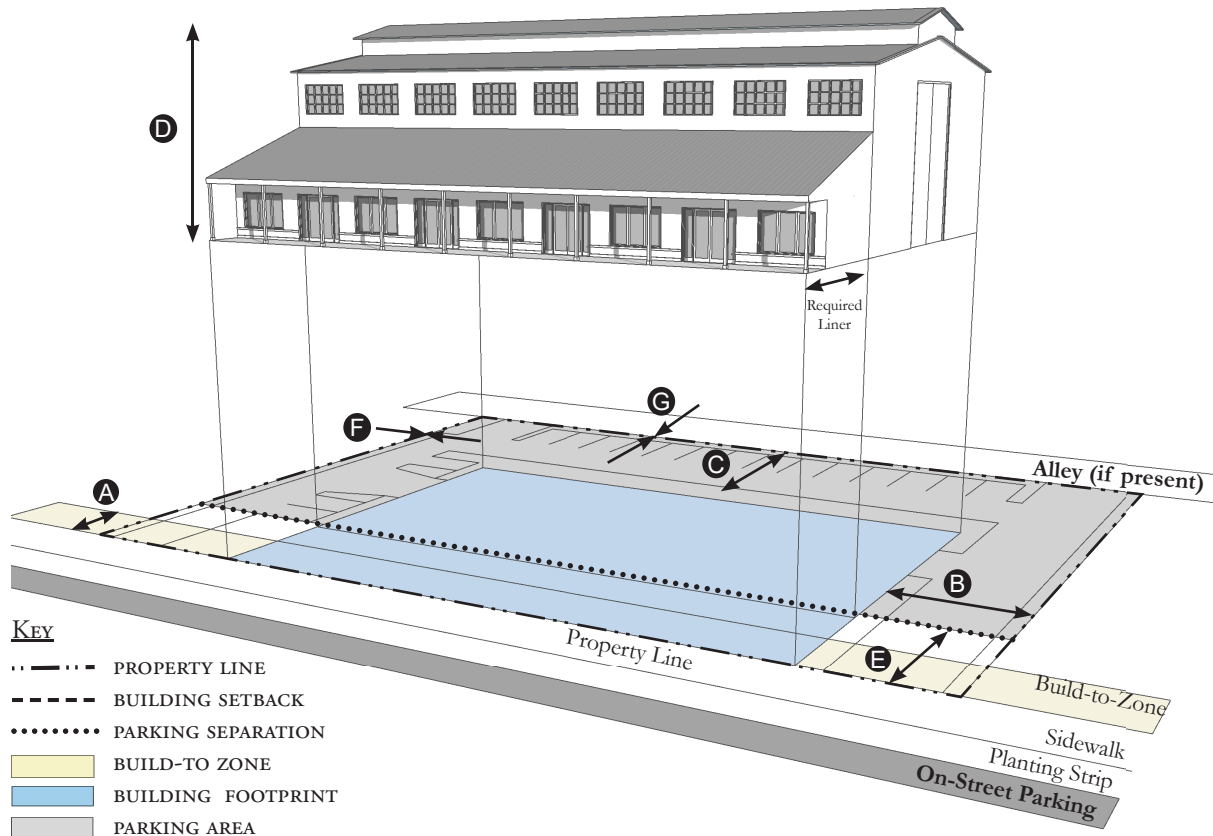 D
Required
Liner
G
F
C
Alley (if present)
A
B
E
Property Line
Build-to-Zone
Sidewalk
Planting Strip
On-Street Parking
KEY
PROPERTY LINE
BUILDING SETBACK
PARKING SEPARATION
BUILD-TO ZONE
BUILDING FOOTPRINT
PARKING AREA